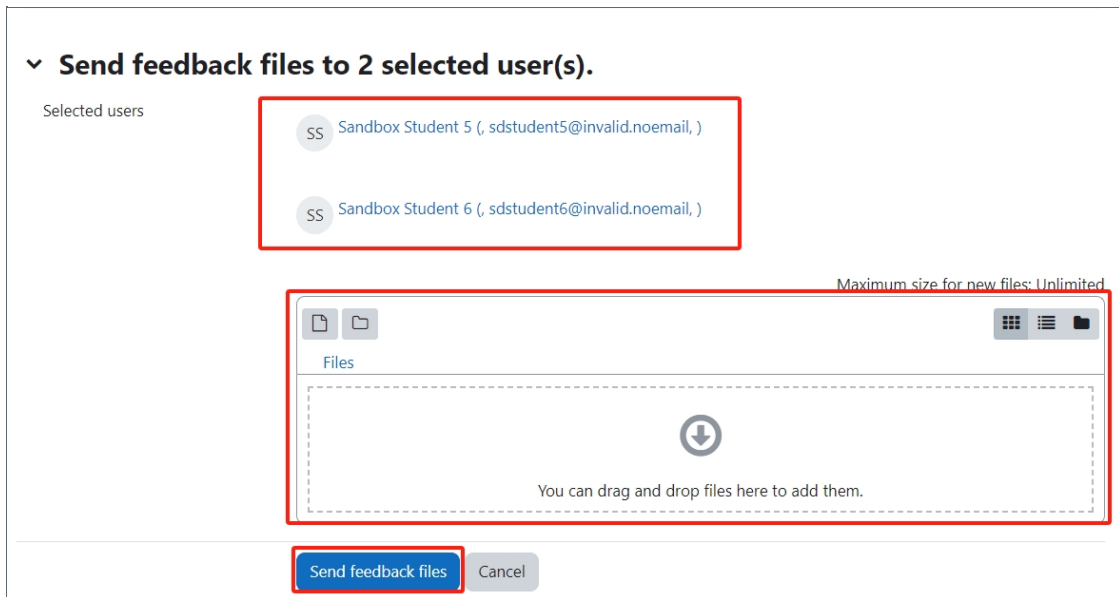 Send feedback files to 2 selected user(s).
Selected users
SS Sandbox Student 5 (, sdstudent5@invalid.noemail, )
SS Sandbox Student 6 (, sdstudent6@invalid.noemail, )
Maximum size for new files: Unlimited
Files
You can drag and drop files here to add them.
Send feedback files Cancel